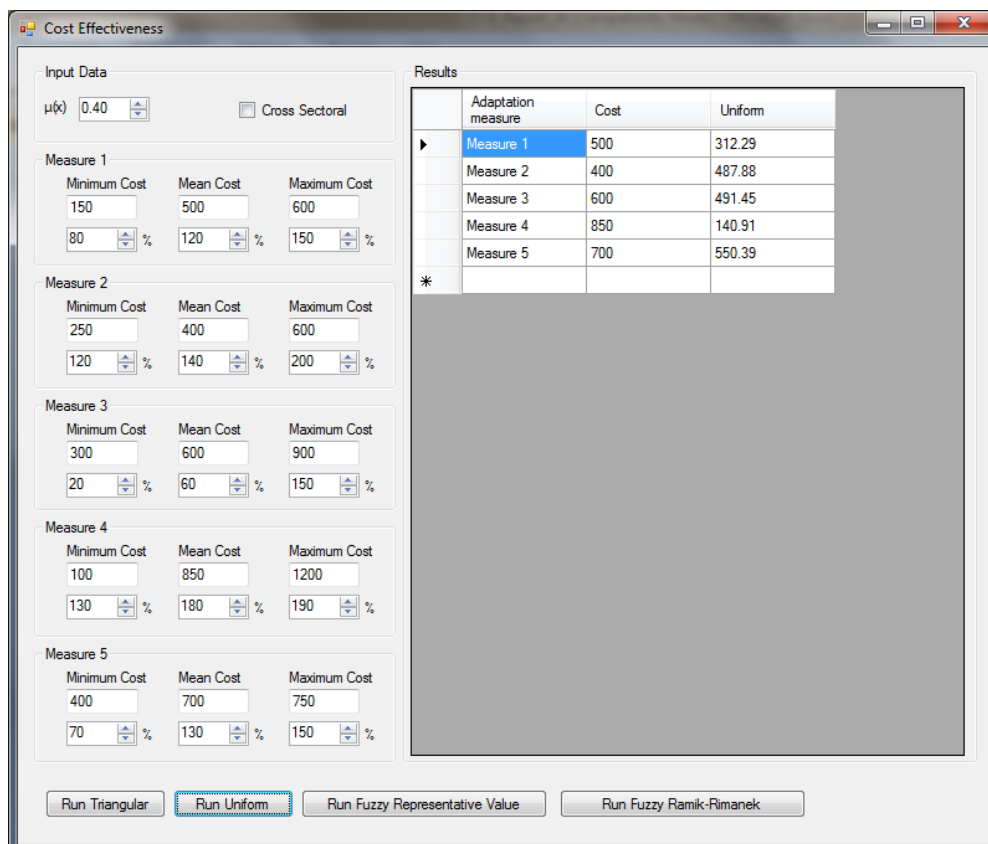 Cost Effectiveness
Input Data
μ(x) 0.40 Cross Sectoral
Measure 1
Minimum Cost Mean Cost Maximum Cost
150 500 600
80 % 120 % 150 %
Measure 2
Minimum Cost Mean Cost Maximum Cost
250 400 600
120 % 140 % 200 %
Measure 3
Minimum Cost Mean Cost Maximum Cost
300 600 900
20 % 60 % 150 %
Measure 4
Minimum Cost Mean Cost Maximum Cost
100 850 1200
130 % 180 % 190 %
Measure 5
Minimum Cost Mean Cost Maximum Cost
400 700 750
70 % 130 % 150 %
Results
Adaptation measure Cost Uniform
Measure 1 500 312.29
Measure 2 400 487.88
Measure 3 600 491.45
Measure 4 850 140.91
Measure 5 700 550.39
Run Triangular Run Uniform Run Fuzzy Representative Value Run Fuzzy Ramik-Rimanek